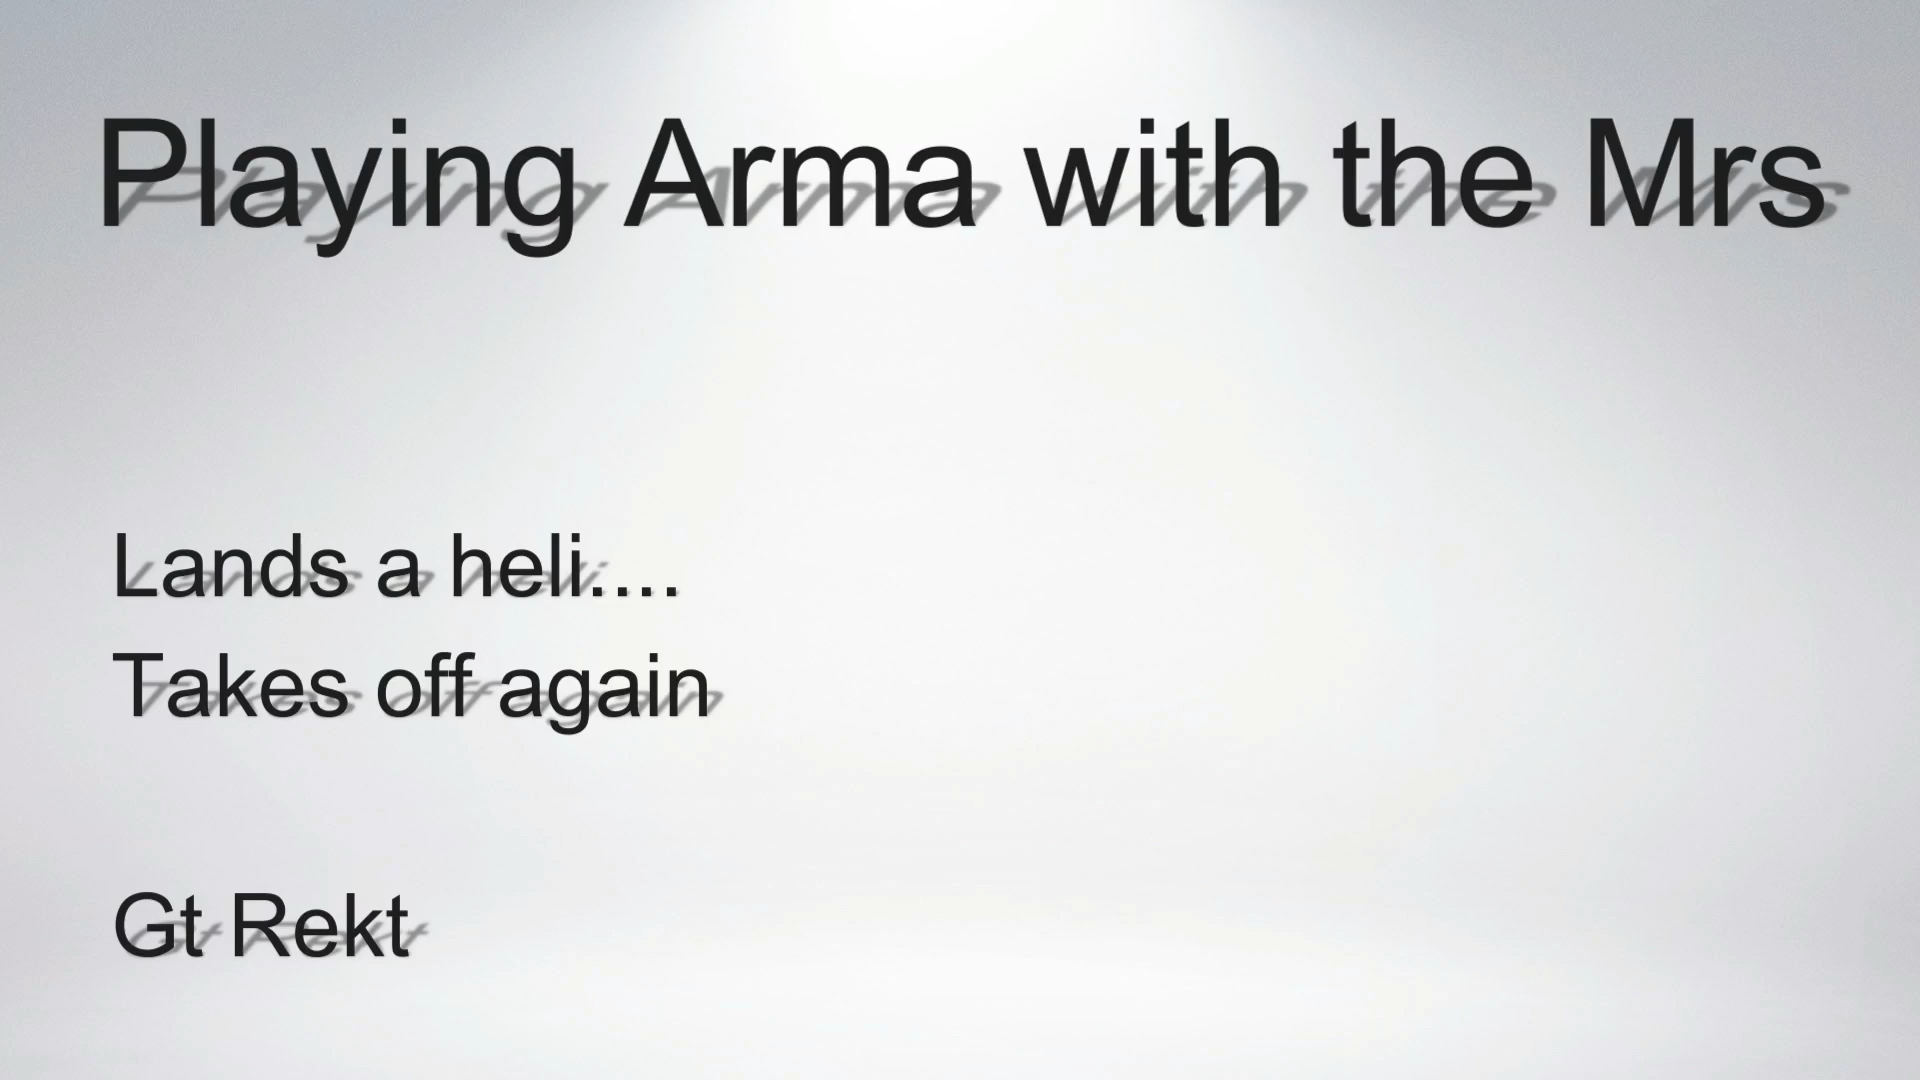 Playing Arma with the Mrs
Lands a heli....
Takes off again
Gt Rekt